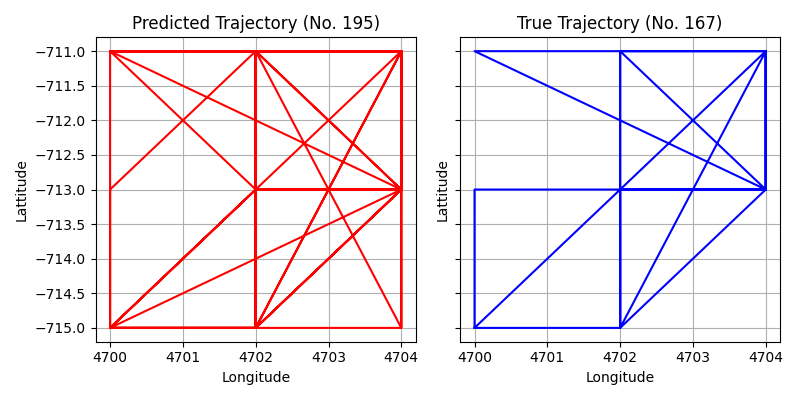 Predicted Trajectory (No. 195)
True Trajectory (No. 167)
−711.0
−711.5
−712.0
−712.5
−713.0
−713.5
−714.0
−714.5
−715.0
Lattitude
Lattitude
4700 4701 4702 4703 4704
4700 4701 4702 4703 4704
Longitude
Longitude